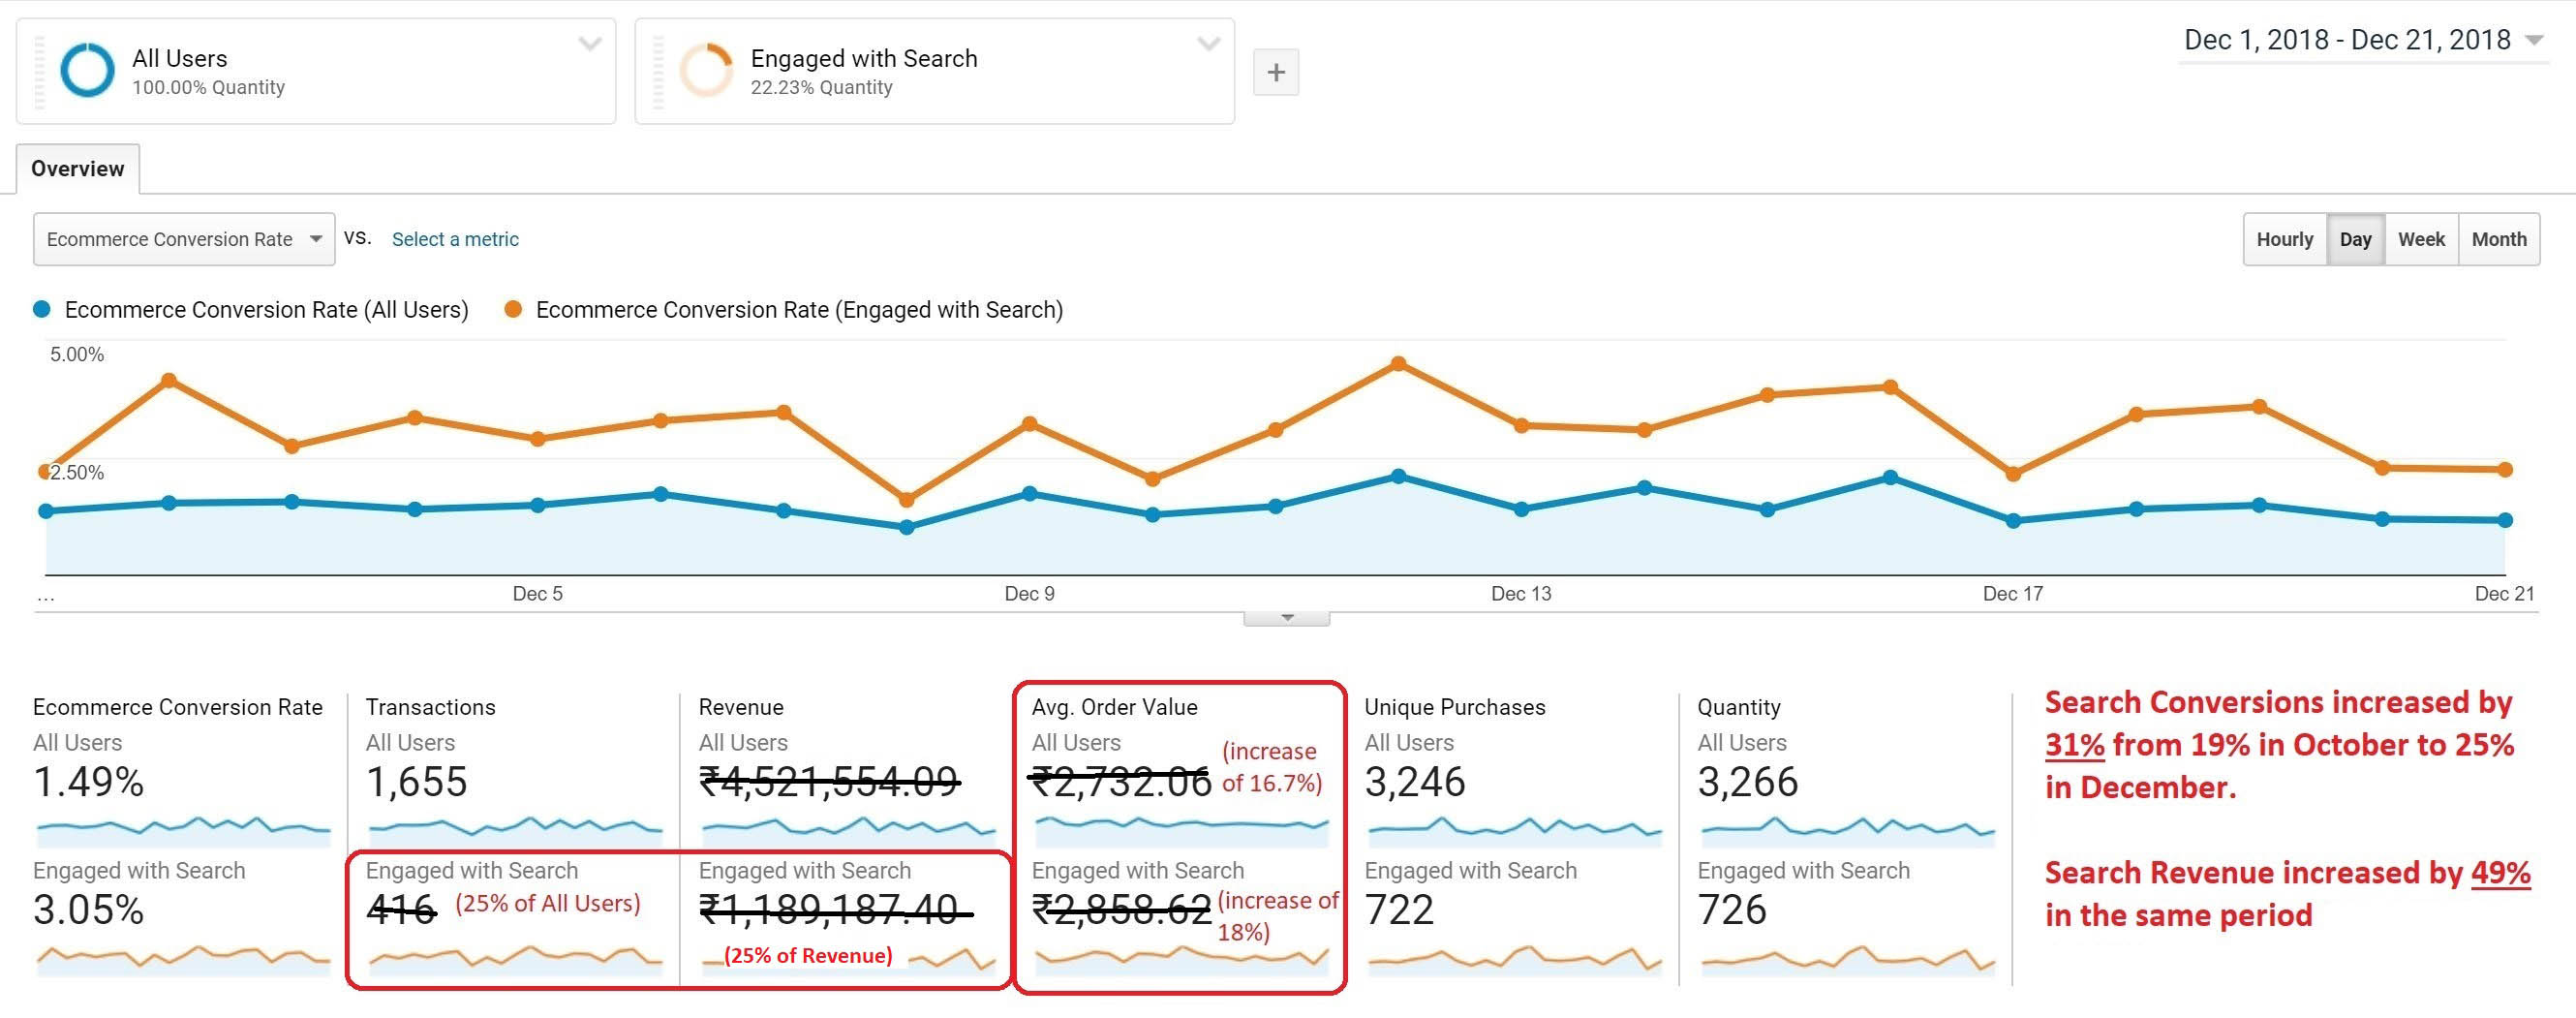 All Users
100.00% Quantity
Engaged with Search
22.23% Quantity
+
Dec 1, 2018 - Dec 21, 2018
Overview
Ecommerce Conversion Rate
VS.
Select a metric
Hourly
Day
Week
Month
Ecommerce Conversion Rate (All Users)
Ecommerce Conversion Rate (Engaged with Search)
5.00%
2.50%
...
Dec 5
Dec 9
Dec 13
Dec 17
Dec 21
Ecommerce Conversion Rate
All Users
1.49%
Engaged with Search
3.05%
Transactions
All Users
1,655
Engaged with Search
416 (25% of All Users)
Revenue
All Users
₹4,521,554.09
Engaged with Search
₹1,189,187.40
(25% of Revenue)
Avg. Order Value
All Users
₹2,732.06
(increase
of 16.7%)
Engaged with Search
₹2,858.62
(increase of
18%)
Unique Purchases
All Users
3,246
Engaged with Search
722
Quantity
All Users
3,266
Engaged with Search
726
Search Conversions increased by
31% from 19% in October to 25%
in December.
Search Revenue increased by 49%
in the same period